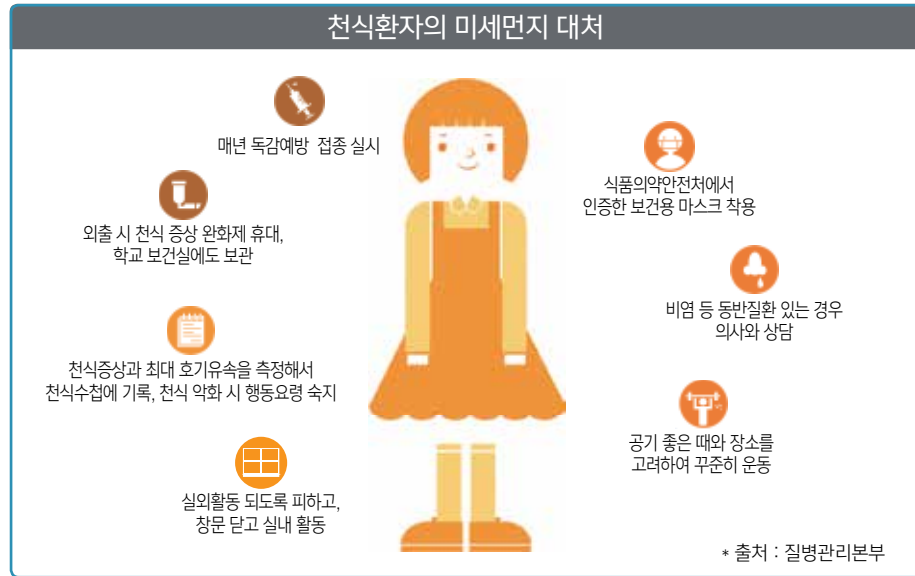 천식환자의 미세먼지 대처
매년 독감예방 접종 실시
외출 시 천식 증상 완화제 휴대,
학교 보건실에도 보관
천식증상과 최대 호기유속을 측정해서
천식수첩에 기록, 천식 악화 시 행동요령 숙지
실외활동 되도록 피하고,
창문 닫고 실내 활동
식품의약안전처에서
인증한 보건용 마스크 착용
비염 등 동반질환 있는 경우
의사와 상담
공기 좋은 때와 장소를
고려하여 꾸준히 운동
* 출처 : 질병관리본부